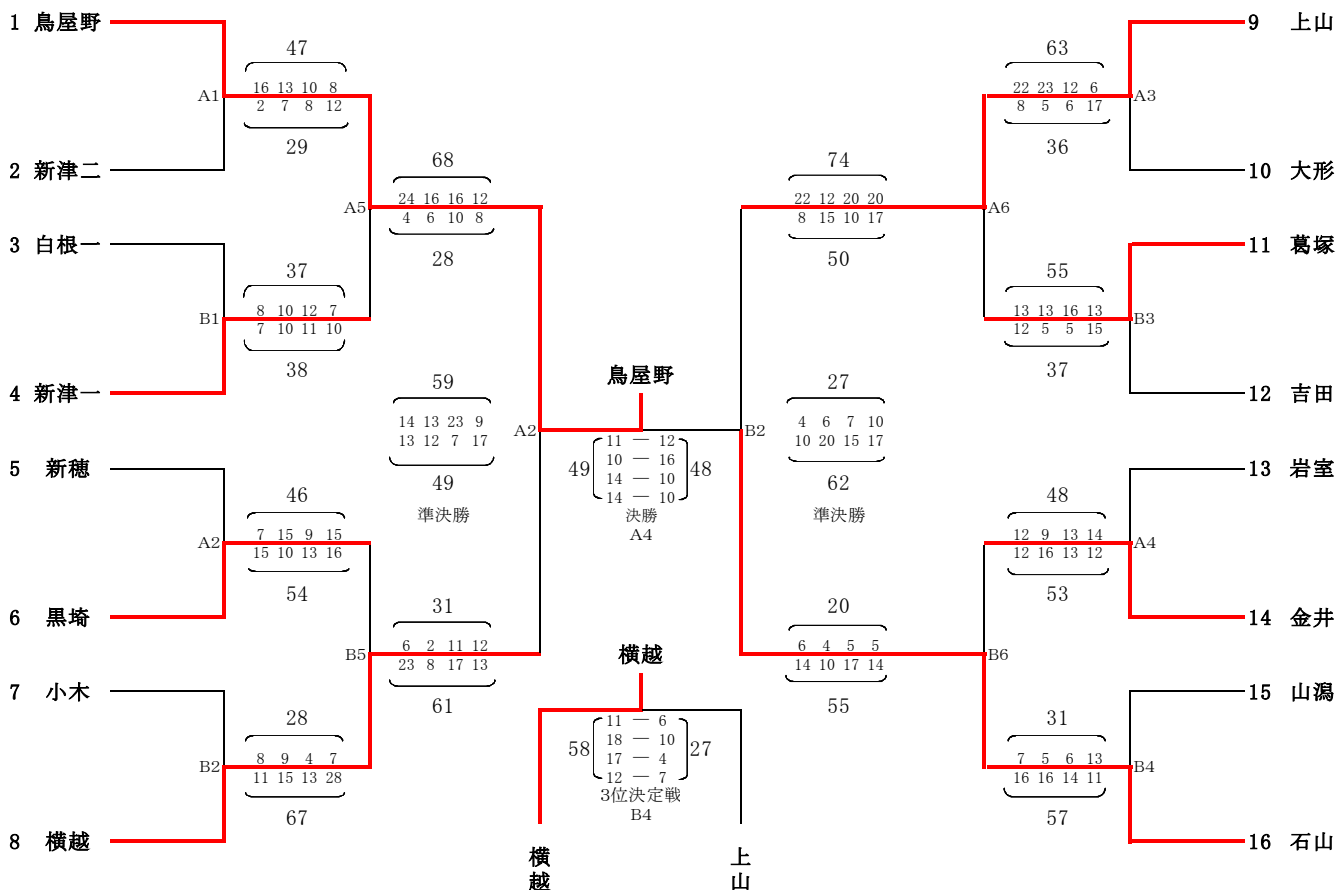 1 鳥屋野
47
A1
16 13 10 8
2 7 8 12
29
2 新津二
68
A5
24 16 16 12
4 6 10 8
28
3 白根一
37
B1
8 10 12 7
7 10 11 10
38
4 新津一
59
14 13 23 9
13 12 7 17
49
準決勝
A2
5 新穂
46
A2
7 15 9 15
15 10 13 16
54
6 黒埼
31
B5
6 2 11 12
23 8 17 13
61
7 小木
28
B2
8 9 4 7
11 15 13 28
67
8 横越
鳥屋野
49
11 — 12
10 — 16
14 — 10
14 — 10
48
決勝
A4
横越
58
11 — 6
18 — 10
17 — 4
12 — 7
27
3位決定戦
B4
横越
上山
9 上山
63
22 23 12 6
8 5 6 17
A3
36
10 大形
74
22 12 20 20
8 15 10 17
A6
50
11 葛塚
55
13 13 16 13
12 5 5 15
B3
37
12 吉田
27
B2
4 6 7 10
10 20 15 17
62
準決勝
13 岩室
48
12 9 13 14
12 16 13 12
A4
53
14 金井
20
6 4 5 5
14 10 17 14
B6
55
15 山潟
31
7 5 6 13
16 16 14 11
B4
57
16 石山